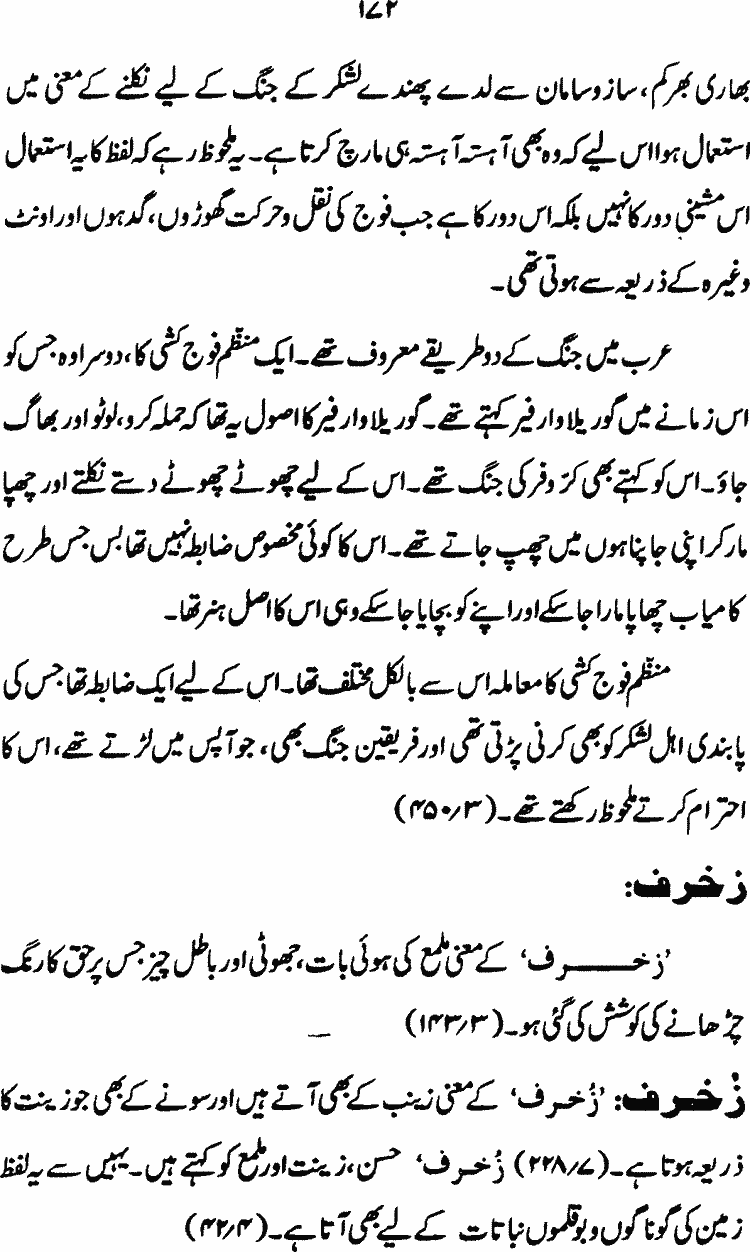 ۱۷۲
بھاری بھرکم، سازوسامان سے لدے پھندے لشکر کے جنگ کے لیے نکلنے کے معنی میں
استعمال ہوا اس لیے کہ وہ بھی آہستہ آہستہ ہی مارچ کرتا ہے۔ یہ ملحوظ رہے کہ لفظ کا یہ استعمال
اس مشینی دور کا نہیں بلکہ اس دور کا ہے جب فوج کی نقل وحرکت گھوڑوں، گدہوں اور اونٹ
وغیرہ کے ذریعہ سے ہوتی تھی۔
عرب میں جنگ کے دو طریقے معروف تھے۔ ایک منظّم فوج کشی کا، دوسرا وہ جس کو
اس زمانے میں گوریلا وارفیر کہتے تھے۔ گوریلا وارفیر کا اصول یہ تھا کہ حملہ کرو، لوٹو اور بھاگ
جاؤ۔ اس کو کہتے بھی کرّ وفر کی جنگ تھے۔ اس کے لیے چھوٹے چھوٹے دستے نکلتے اور چھاپا
مار کر اپنی جا پناہوں میں چھپ جاتے تھے۔ اس کا کوئی مخصوص ضابطہ نہیں تھا بس جس طرح
کامیاب چھاپا مارا جا سکے اور اپنے کو بچایا جا سکے وہی اس کا اصل ہنر تھا۔
منظّم فوج کشی کا معاملہ اس سے بالکل مختلف تھا۔ اس کے لیے ایک ضابطہ تھا جس کی
پابندی اہل لشکر کو بھی کرنی پڑتی تھی اور فریقین جنگ بھی، جو آپس میں لڑتے تھے، اس کا
احترام کرتے ملحوظ رکھتے تھے۔ (۴۵۰/۳)
زخرف:
’زخـــــرف‘ کے معنی ملمع کی ہوئی بات، جھوٹی اور باطل چیز جس پر حق کا رنگ
چڑھانے کی کوشش کی گئی ہو۔ (۱۴۳/۳)
زُخرف: ’زُخرف‘ کے معنی زینب کے بھی آتے ہیں اور سونے کے بھی جو زینت کا
ذریعہ ہوتا ہے۔ (۲۲۸/۷) زُخرف‘ حسن، زینت اور ملمع کو کہتے ہیں۔ یہیں سے یہ لفظ
زمین کی گوناگوں و بوقلموں نباتات کے لیے بھی آتا ہے۔ (۴۲/۴)